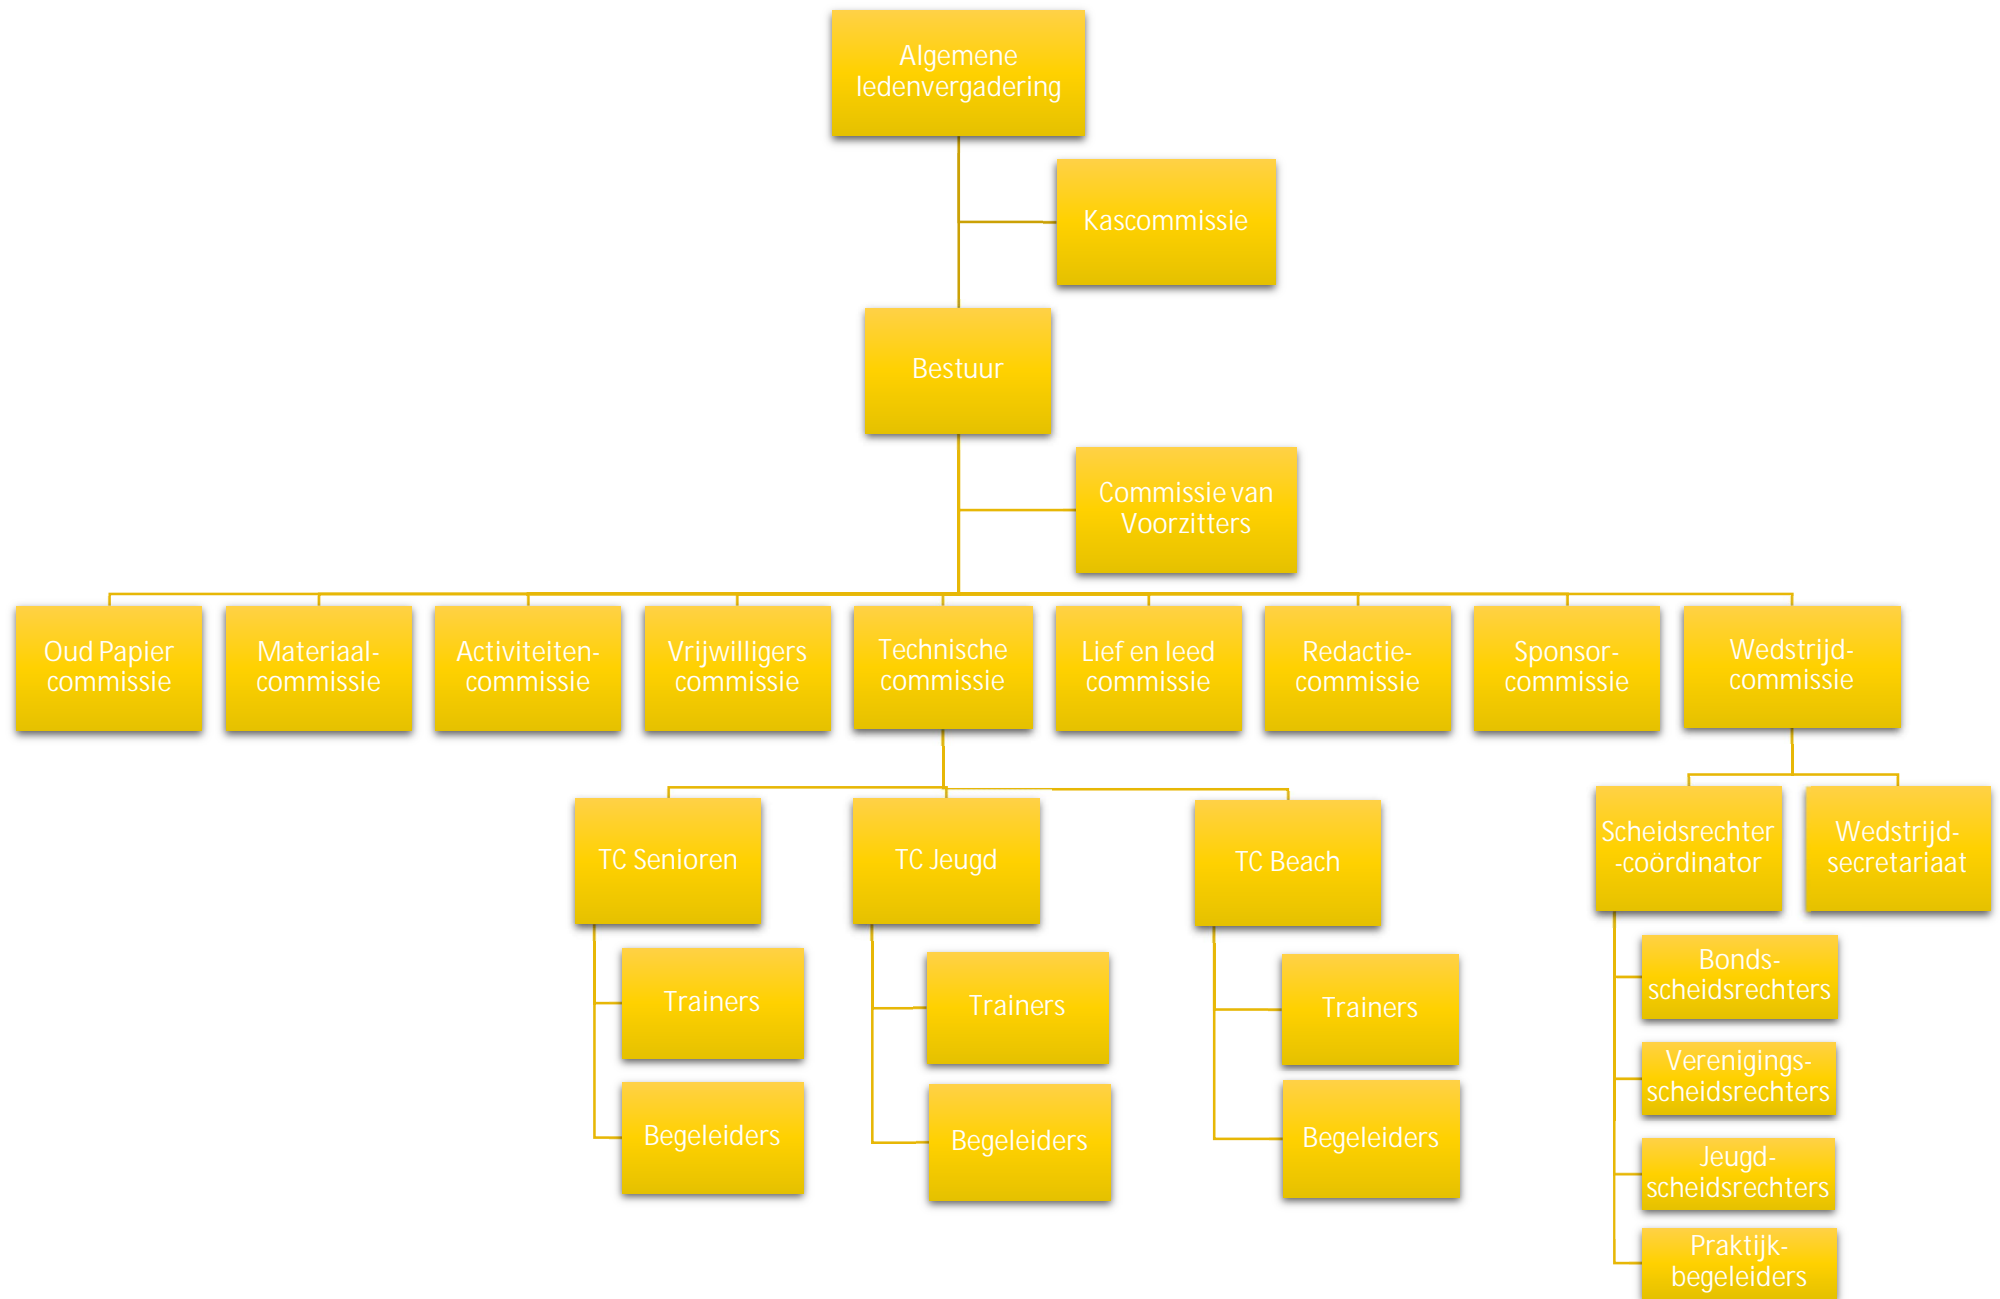 Algemene
ledenvergadering
Kascommissie
Bestuur
Commissie van
Voorzitters
Oud Papier
commissie
Materiaal-
commissie
Activiteiten-
commissie
Vrijwilligers
commissie
Technische
commissie
Lief en leed
commissie
Redactie-
commissie
Sponsor-
commissie
Wedstrijd-
commissie
TC Senioren
TC Jeugd
TC Beach
Scheidsrechter
-coördinator
Wedstrijd-
secretariaat
Trainers
Begeleiders
Trainers
Begeleiders
Trainers
Begeleiders
Bonds-
scheidsrechters
Verenigings-
scheidsrechters
Jeugd-
scheidsrechters
Praktijk-
begeleiders